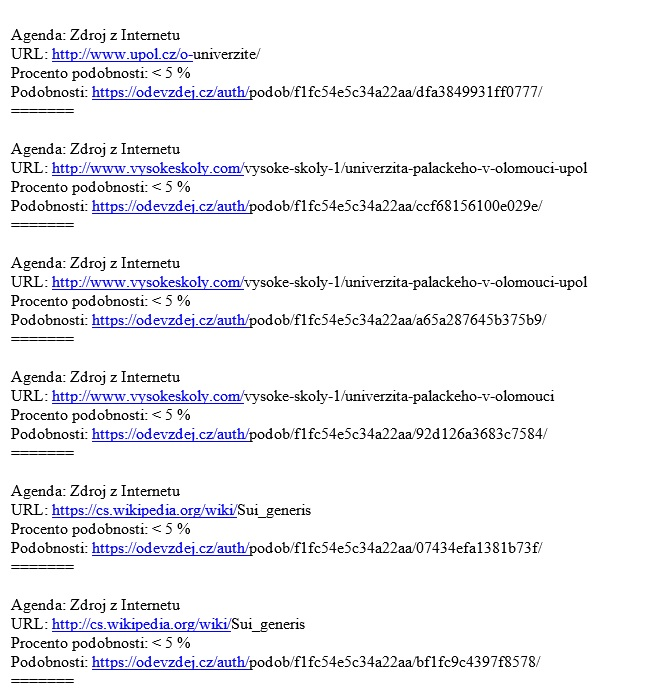 Agenda: Zdroj z Internetu
URL: http://www.upol.cz/o-univerzite/
Procento podobnosti: < 5 %
Podobnosti: https://odevzdej.cz/auth/podob/f1fc54e5c34a22aa/dfa3849931ff0777/
=======
Agenda: Zdroj z Internetu
URL: http://www.vysokeskoly.com/vysoke-skoly-1/univerzita-palackeho-v-olomouci-upol
Procento podobnosti: < 5 %
Podobnosti: https://odevzdej.cz/auth/podob/f1fc54e5c34a22aa/ccf68156100e029e/
=======
Agenda: Zdroj z Internetu
URL: http://www.vysokeskoly.com/vysoke-skoly-1/univerzita-palackeho-v-olomouci-upol
Procento podobnosti: < 5 %
Podobnosti: https://odevzdej.cz/auth/podob/f1fc54e5c34a22aa/a65a287645b375b9/
=======
Agenda: Zdroj z Internetu
URL: http://www.vysokeskoly.com/vysoke-skoly-1/univerzita-palackeho-v-olomouci
Procento podobnosti: < 5 %
Podobnosti: https://odevzdej.cz/auth/podob/f1fc54e5c34a22aa/92d126a3683c7584/
=======
Agenda: Zdroj z Internetu
URL: https://cs.wikipedia.org/wiki/Sui_generis
Procento podobnosti: < 5 %
Podobnosti: https://odevzdej.cz/auth/podob/f1fc54e5c34a22aa/07434efa1381b73f/
=======
Agenda: Zdroj z Internetu
URL: http://cs.wikipedia.org/wiki/Sui_generis
Procento podobnosti: < 5 %
Podobnosti: https://odevzdej.cz/auth/podob/f1fc54e5c34a22aa/bf1fc9c4397f8578/
=======